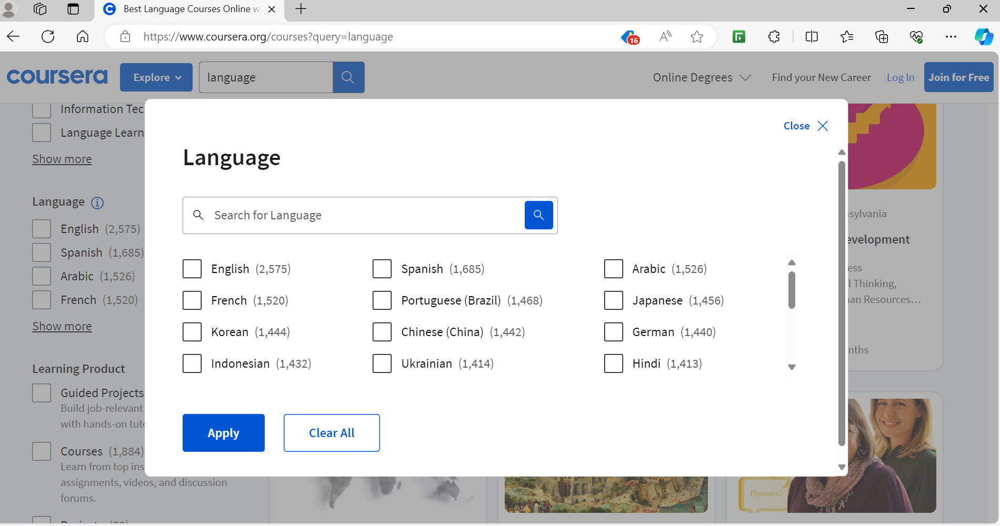 Best Language Courses Online w
https://www.coursera.org/courses?query=language
16
coursera
Explore
language
Online Degrees
Find your New Career
Log In
Join for Free
Information Tec
Language Learn
Show more
Language
English (2,575)
Spanish (1,685)
Arabic (1,526)
French (1,520)
Show more
Learning Product
Guided Projects
Build job-relevant
with hands-on tuto
Courses (1,884)
Learn from top ins
assignments, videos, and discussion
forums.
Close
Language
Search for Language
English (2,575)
Spanish (1,685)
Arabic (1,526)
French (1,520)
Portuguese (Brazil) (1,468)
Japanese (1,456)
Korean (1,444)
Chinese (China) (1,442)
German (1,440)
Indonesian (1,432)
Ukrainian (1,414)
Hindi (1,413)
Apply
Clear All
sylvania
evelopment
ess
l Thinking,
an Resources...
nths
Привет!